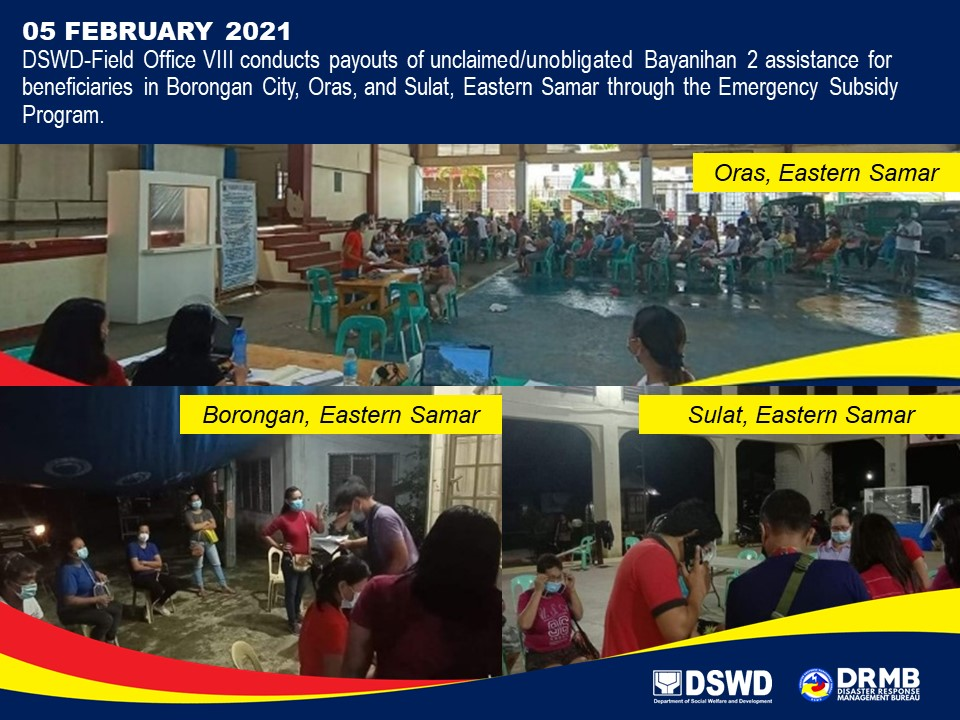 05 FEBRUARY 2021
DSWD-Field Office VIII conducts payouts of unclaimed/unobligated Bayanihan 2 assistance for
beneficiaries in Borongan City, Oras, and Sulat, Eastern Samar through the Emergency Subsidy
Program.
Oras, Eastern Samar
Borongan, Eastern Samar
Sulat, Eastern Samar
DSWD
Department of Social Welfare and Development
DRMB
DISASTER RESPONSE
MANAGEMENT BUREAU